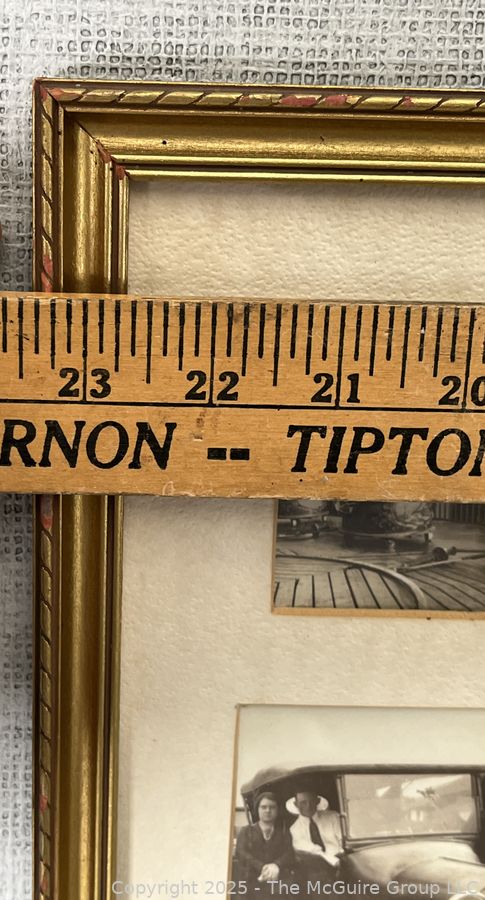 23 22 21 20
RNON -- TIPTON
Copyright © 2025 - The McGuire Group LLC